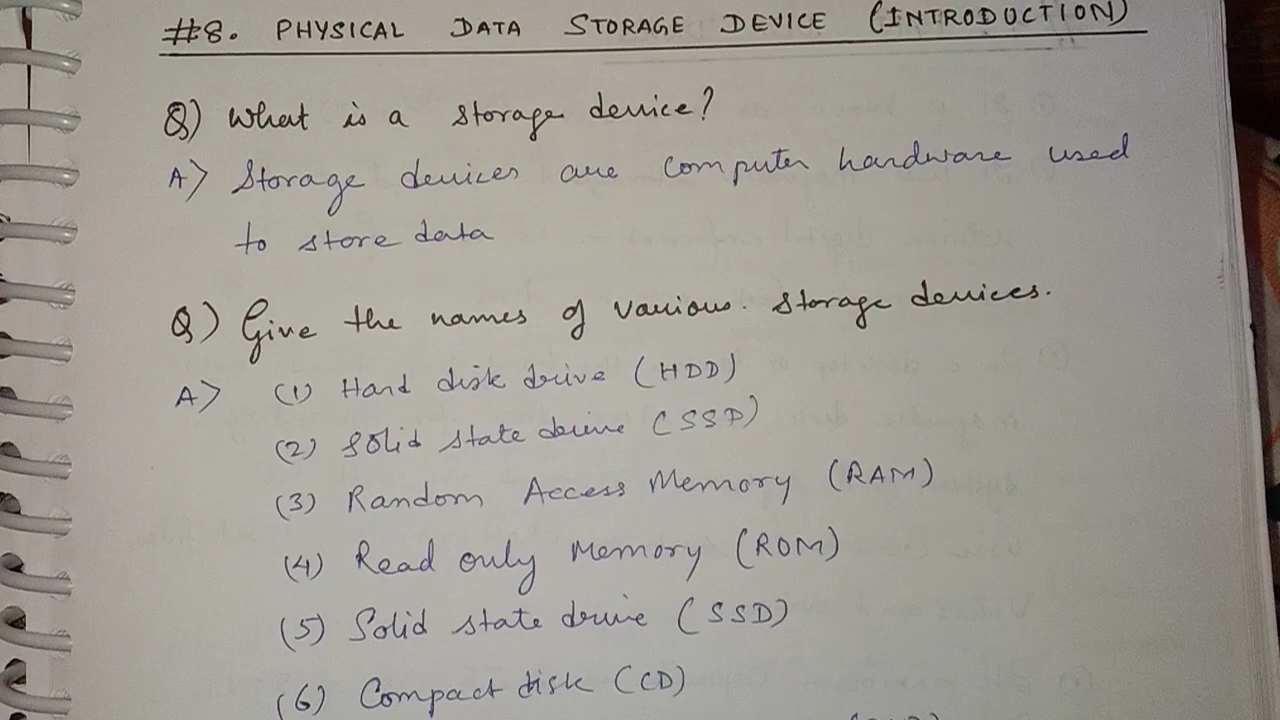 #8. PHYSICAL DATA STORAGE DEVICE (INTRODUCTION)
Q) What is a storage device?
A> Storage devices are computer hardware used
to store data
Q) Give the names of various. storage devices.
A> (1) Hard disk drive (HDD)
(2) Solid state drive (SSD)
(3) Random Access Memory (RAM)
(4) Read only Memory (ROM)
(5) Solid state drive (SSD)
(6) Compact disk (CD)